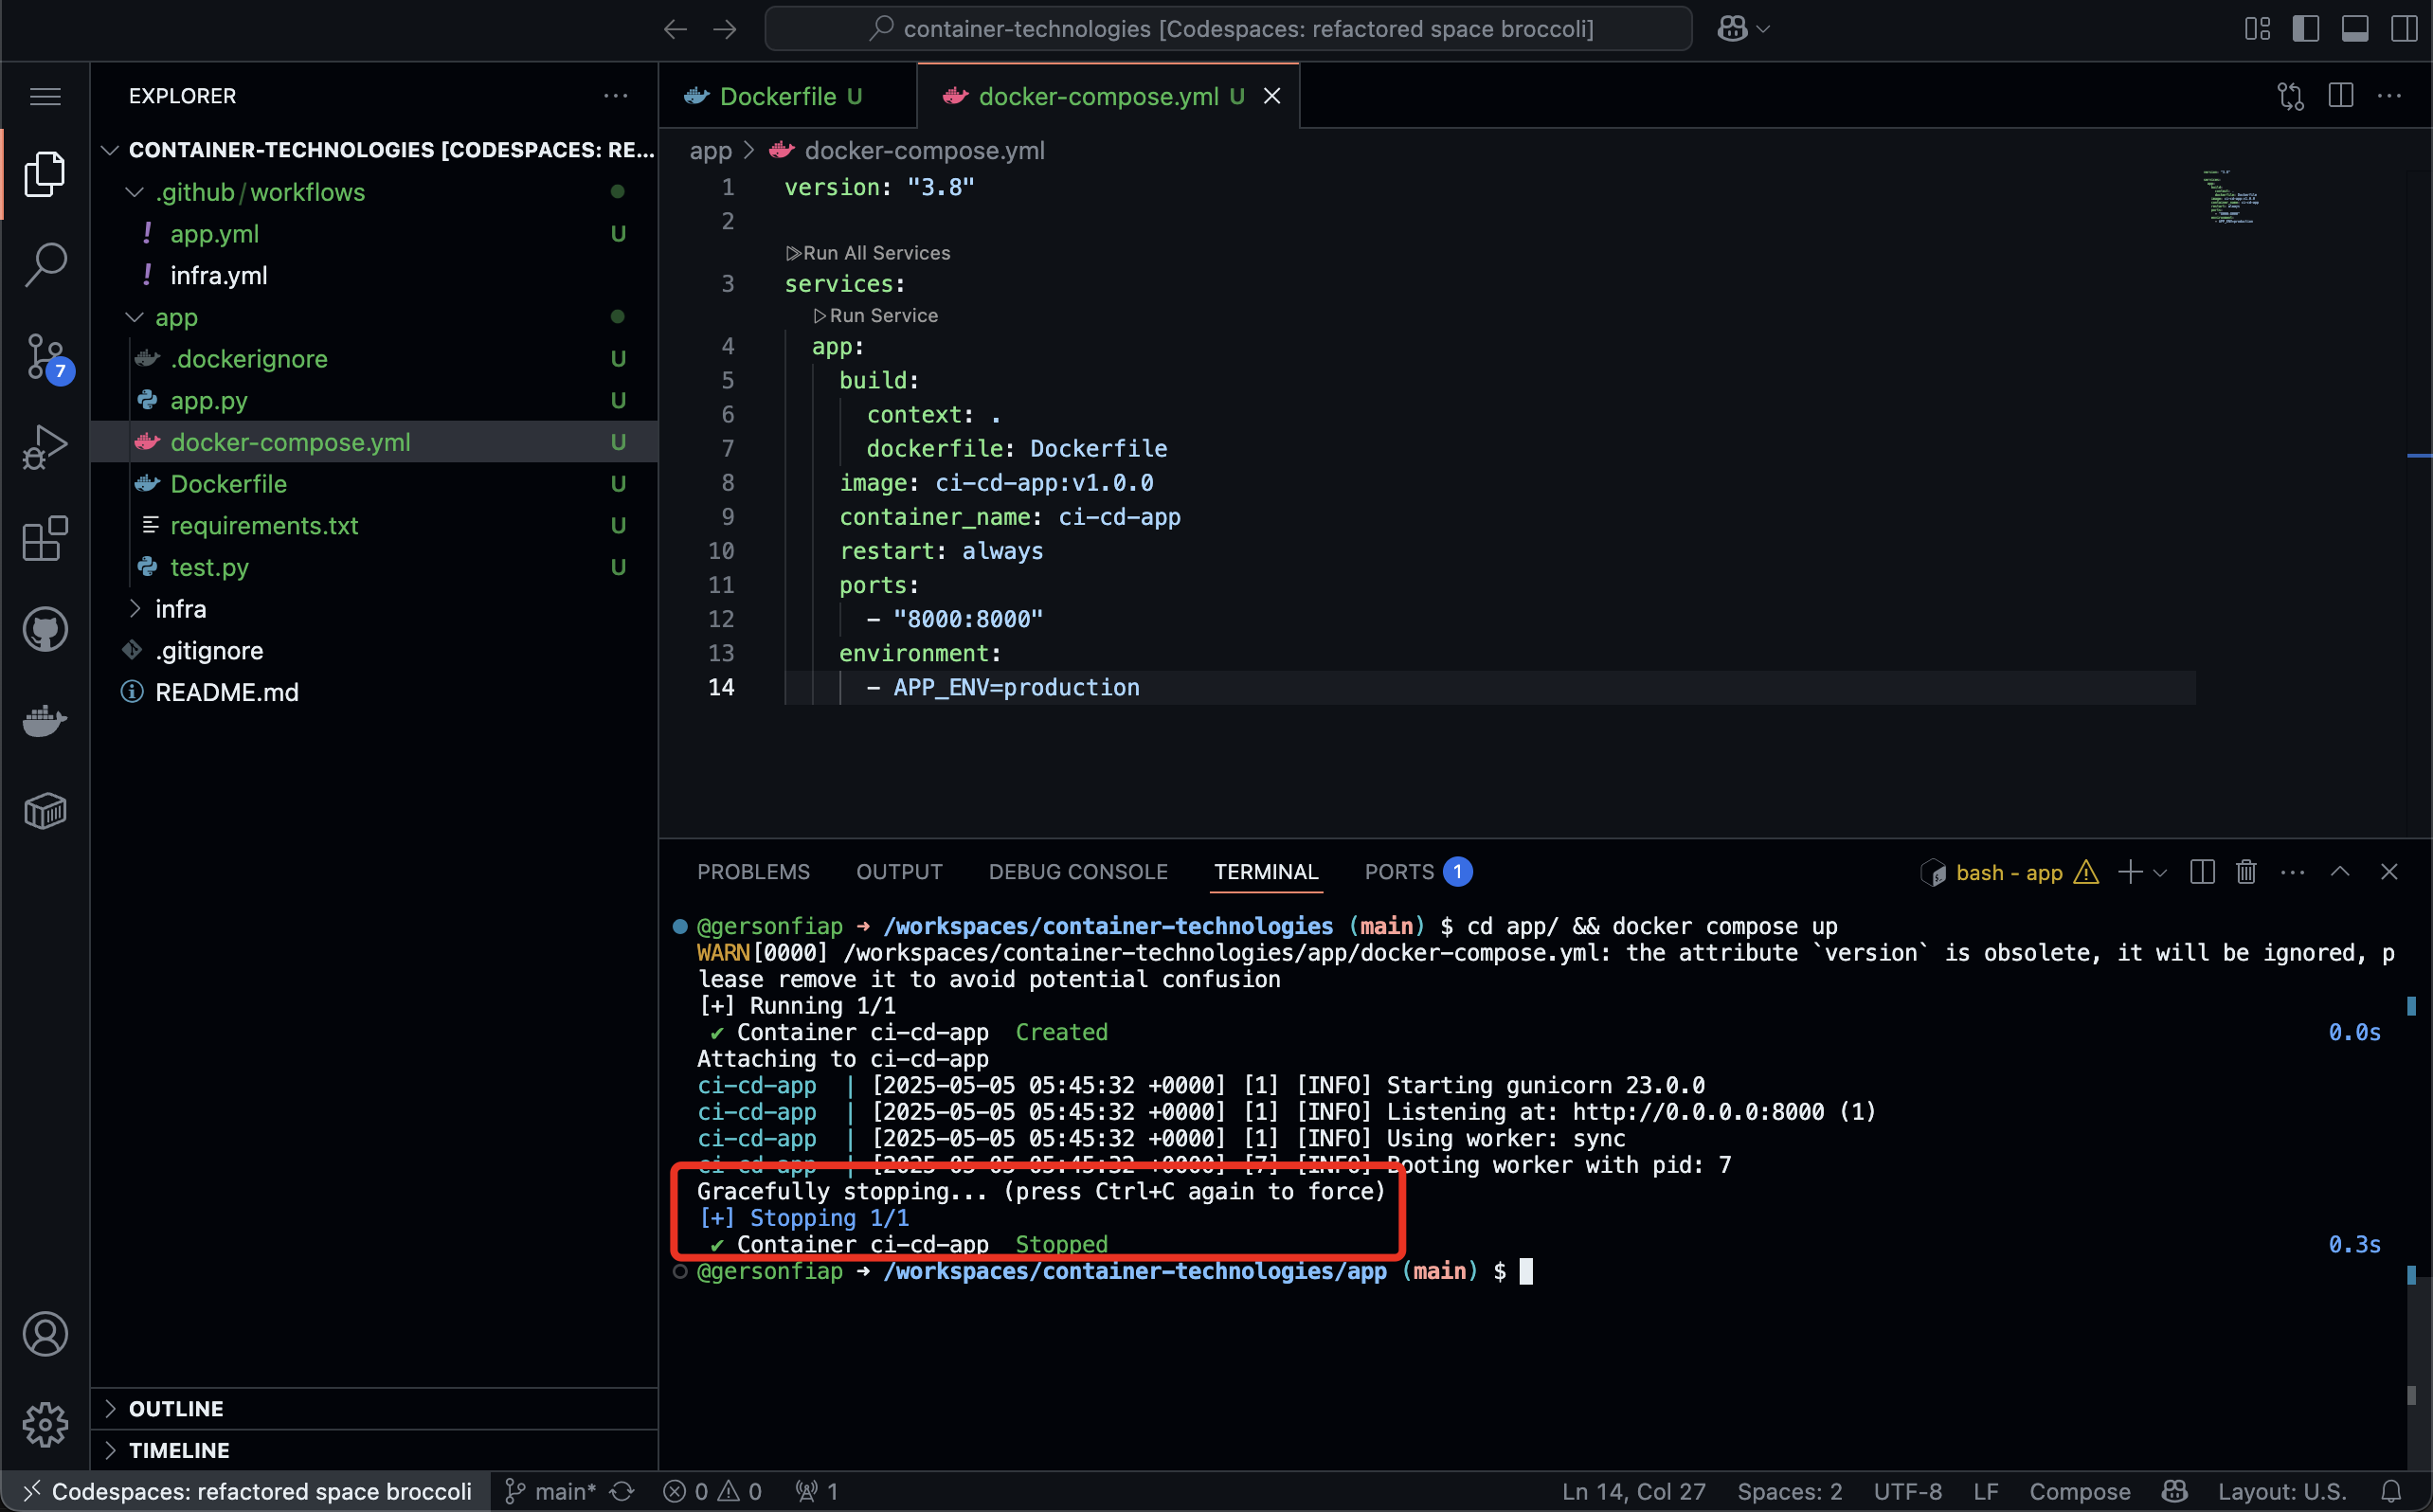 container-technologies [Codespaces: refactored space broccoli]
EXPLORER
CONTAINER-TECHNOLOGIES [CODESPACES: RE...
.github/workflows
app.yml U
infra.yml
app
.dockerignore U
app.py U
docker-compose.yml U
Dockerfile U
requirements.txt U
test.py U
infra
.gitignore
README.md
7
OUTLINE
TIMELINE
Dockerfile U
docker-compose.yml U
app > docker-compose.yml
1 version: "3.8"
2
Run All Services
3 services:
Run Service
4 app:
5 build:
6 context: .
7 dockerfile: Dockerfile
8 image: ci-cd-app:v1.0.0
9 container_name: ci-cd-app
10 restart: always
11 ports:
12 - "8000:8000"
13 environment:
14 - APP_ENV=production
PROBLEMS OUTPUT DEBUG CONSOLE TERMINAL PORTS 1
bash - app
@gersonfiap → /workspaces/container-technologies (main) $ cd app/ && docker compose up
WARN[0000] /workspaces/container-technologies/app/docker-compose.yml: the attribute `version` is obsolete, it will be ignored, p
lease remove it to avoid potential confusion
[+] Running 1/1
✔ Container ci-cd-app Created 0.0s
Attaching to ci-cd-app
ci-cd-app | [2025-05-05 05:45:32 +0000] [1] [INFO] Starting gunicorn 23.0.0
ci-cd-app | [2025-05-05 05:45:32 +0000] [1] [INFO] Listening at: http://0.0.0.0:8000 (1)
ci-cd-app | [2025-05-05 05:45:32 +0000] [1] [INFO] Using worker: sync
ci-cd-app | [2025-05-05 05:45:32 +0000] [7] [INFO] Booting worker with pid: 7
Gracefully stopping... (press Ctrl+C again to force)
[+] Stopping 1/1
✔ Container ci-cd-app Stopped 0.3s
@gersonfiap → /workspaces/container-technologies/app (main) $
Codespaces: refactored space broccoli main* 0 0 1 Ln 14, Col 27 Spaces: 2 UTF-8 LF Compose Layout: U.S.